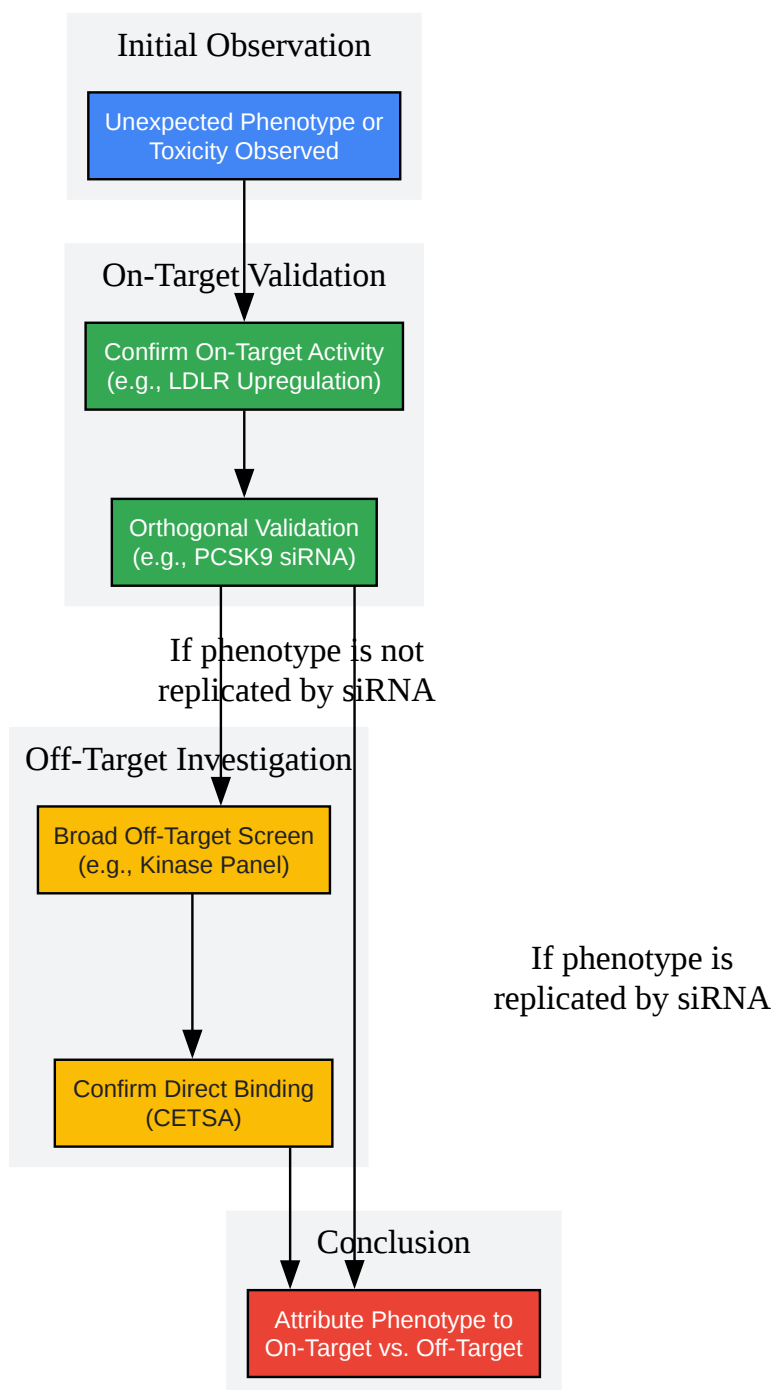 Initial Observation
Unexpected Phenotype or
Toxicity Observed
On-Target Validation
Confirm On-Target Activity
(e.g., LDLR Upregulation)
Orthogonal Validation
(e.g., PCSK9 siRNA)
If phenotype is not
replicated by siRNA
Off-Target Investigation
Broad Off-Target Screen
(e.g., Kinase Panel)
If phenotype is
replicated by siRNA
Confirm Direct Binding
(CETSA)
Conclusion
Attribute Phenotype to
On-Target vs. Off-Target